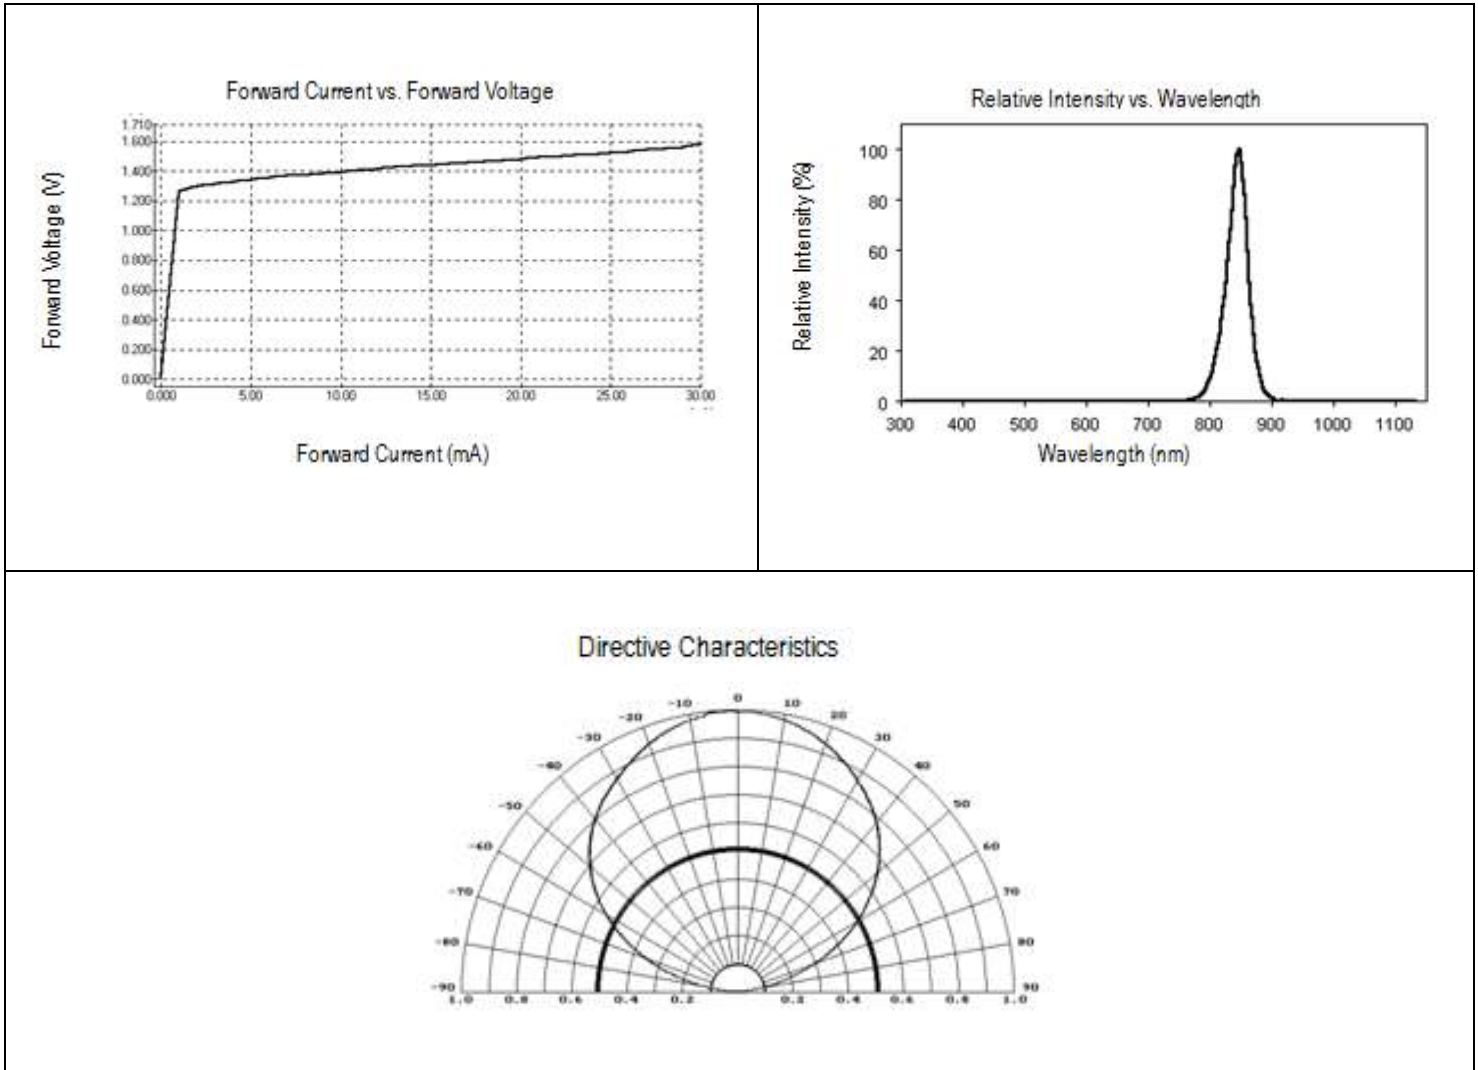 Forward Current vs. Forward Voltage
Forward Voltage (V)
1.710
1.600
1.400
1.200
1.000
0.800
0.600
0.400
0.200
0.000
0.000 5.00 10.00 15.00 20.00 25.00 30.00
Forward Current (mA)
Relative Intensity vs. Wavelength
Relative Intensity (%)
100
80
60
40
20
0
300 400 500 600 700 800 900 1000 1100
Wavelength (nm)
Directive Characteristics
-10 0 10
-20 20
-30 30
-40 40
-50 50
-60 60
-70 70
-80 80
-90 90
1.0 0.8 0.6 0.4 0.2 0.2 0.4 0.6 0.8 1.0